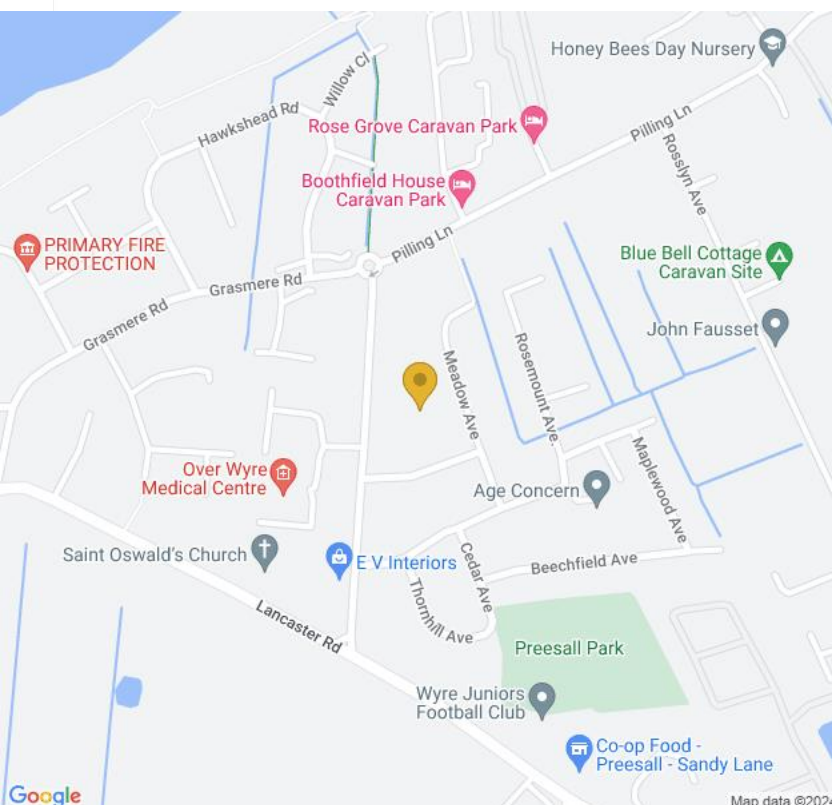 Honey Bees Day Nursery
Willow Cl
Hawkshead Rd
Rose Grove Caravan Park
Pilling Ln
Rosslyn Ave
Boothfield House
Caravan Park
PRIMARY FIRE
PROTECTION
Pilling Ln
Blue Bell Cottage
Caravan Site
Grasmere Rd
Grasmere Rd
John Fausset
Rosemount Ave.
Meadow Ave
Over Wyre
Medical Centre
Age Concern
Maplewood Ave
Saint Oswald's Church
E V Interiors
Cedar Ave
Beechfield Ave
Thornhill Ave
Lancaster Rd
Preesall Park
Wyre Juniors
Football Club
Co-op Food -
Preesall - Sandy Lane
Google
Map data ©2024